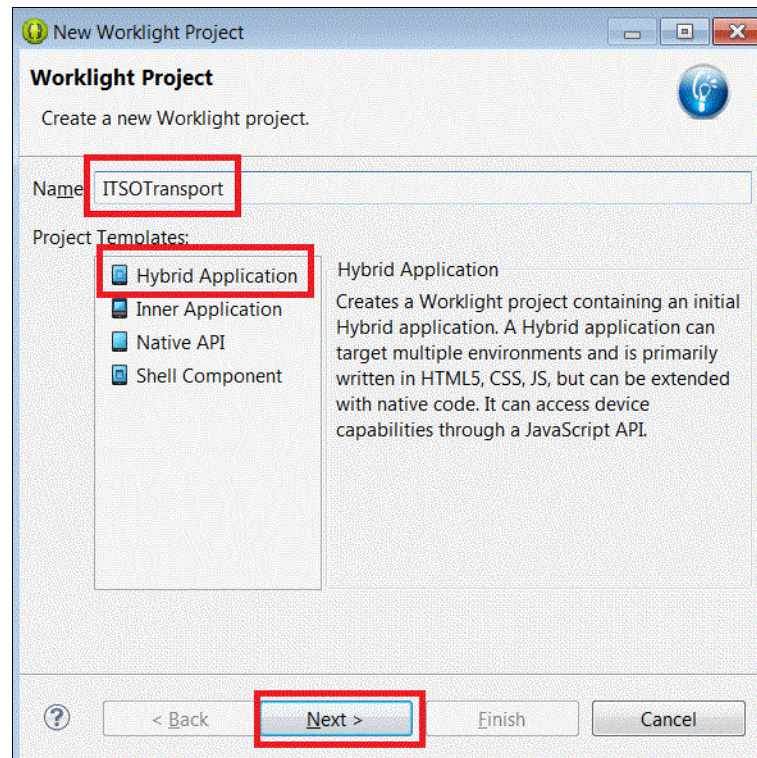 New Worklight Project
Worklight Project
Create a new Worklight project.
Name
ITSOTransport
Project Templates:
Hybrid Application
Inner Application
Native API
Shell Component
Hybrid Application
Creates a Worklight project containing an initial
Hybrid application. A Hybrid application can
target multiple environments and is primarily
written in HTML5, CSS, JS, but can be extended
with native code. It can access device
capabilities through a JavaScript API.
?
< Back
Next >
Finish
Cancel